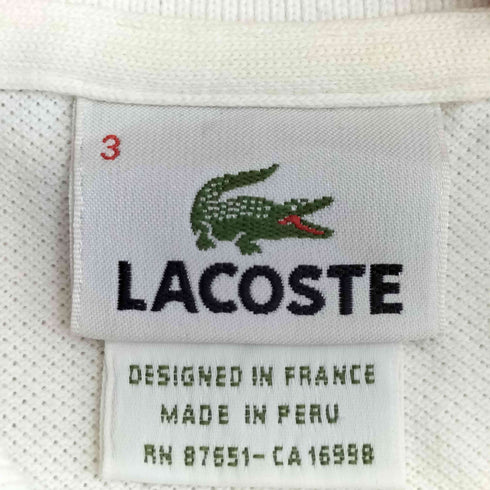 3
LACOSTE
DESIGNED IN FRANCE
MADE IN PERU
RN 87651-CA 16998